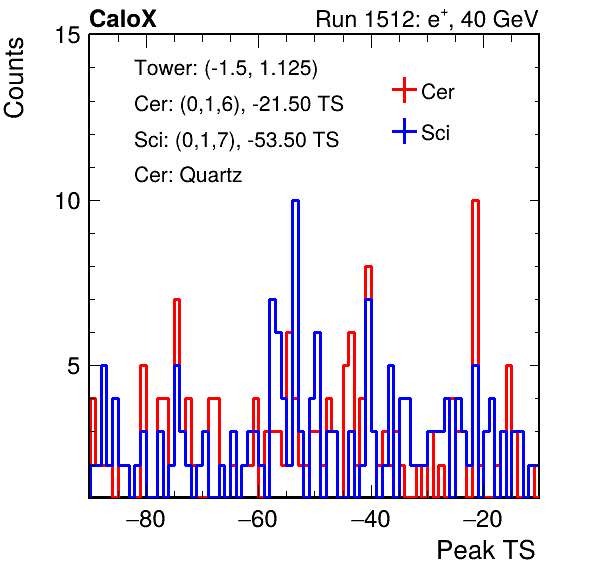 CaloX Run 1512: e⁺, 40 GeV
15
Counts
Tower: (-1.5, 1.125)
Cer: (0,1,6), -21.50 TS
Sci: (0,1,7), -53.50 TS
Cer: Quartz
Cer
Sci
10
5
−80 −60 −40 −20
Peak TS